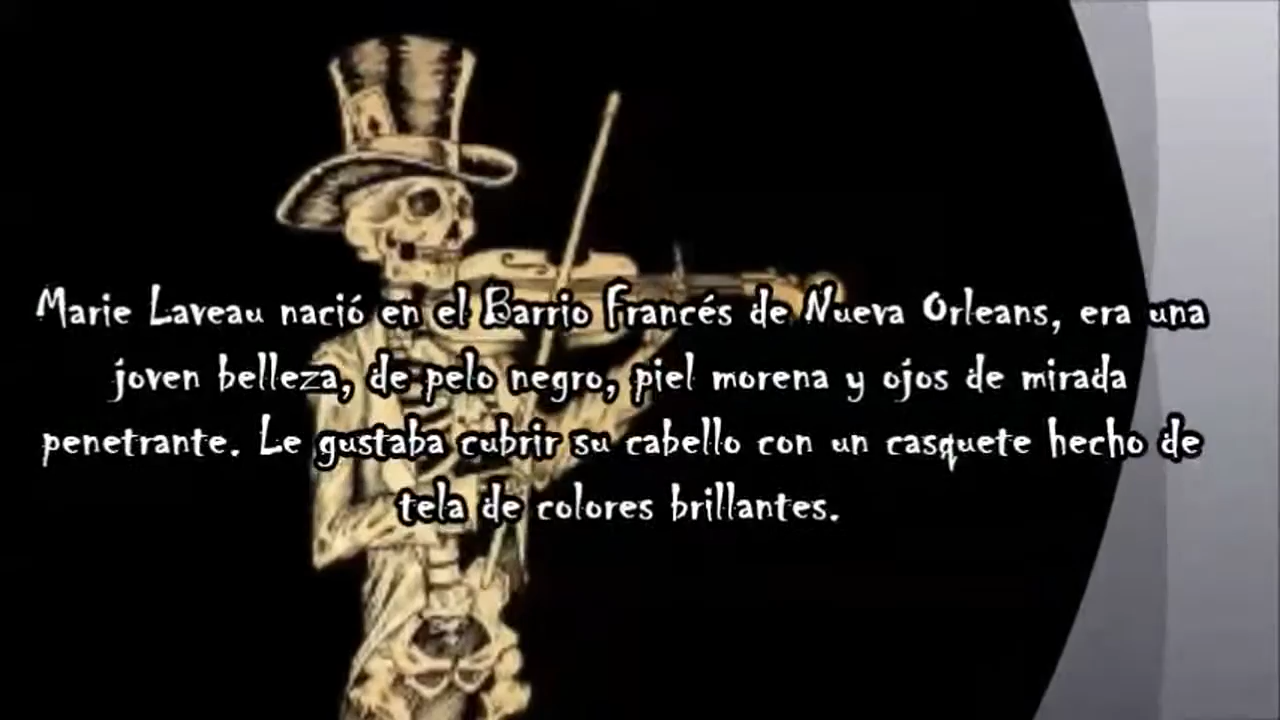 Marie Laveau nació en el Barrio Francés de Nueva Orleans, era una
joven belleza, de pelo negro, piel morena y ojos de mirada
penetrante. Le gustaba cubrir su cabello con un casquete hecho de
tela de colores brillantes.